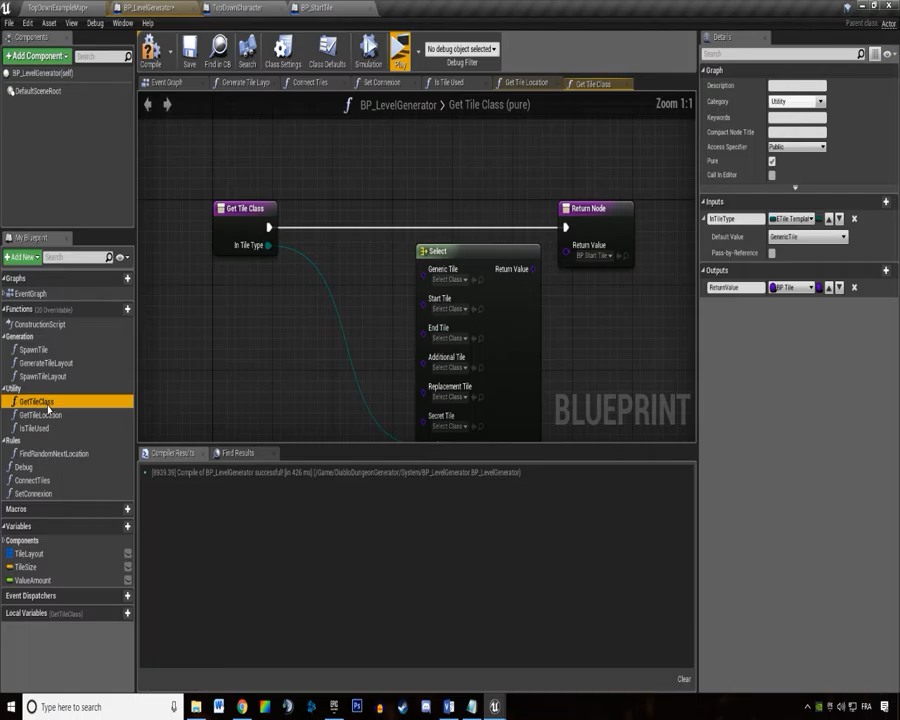 TopDownExampleMap*
BP_LevelGenerator*
TopDownCharacter
BP_StartTile
File Edit Asset View Debug Window Help
Parent class: Actor
Components
+ Add Component
Search
BP_LevelGenerator(self)
DefaultSceneRoot
Compile
Save
Find in CB
Search
Class Settings
Class Defaults
Simulation
Play
No debug object selected
Debug Filter
Event Graph
Generate Tile Layo
Connect Tiles
Set Connexion
Is Tile Used
Get Tile Location
Get Tile Class
BP_LevelGenerator > Get Tile Class (pure)
Zoom 1:1
Get Tile Class
In Tile Type
Return Node
Return Value
BP Start Tile
Select
Generic Tile
Return Value
Select Class
Start Tile
Select Class
End Tile
Select Class
Additional Tile
Select Class
Replacement Tile
Select Class
Secret Tile
Select Class
BLUEPRINT
My Blueprint
+ Add New
Search
Graphs
EventGraph
Functions (20 Overridable)
ConstructionScript
Generation
SpawnTile
GenerateTileLayout
SpawnTileLayout
Utility
GetTileClass
GetTileLocation
IsTileUsed
Rules
FindRandomNextLocation
Debug
ConnectTiles
SetConnexion
Macros
Variables
Components
TileLayout
TileSize
ValueAmount
Event Dispatchers
Local Variables (GetTileClass)
Compiler Results
Find Results
[8939.39] Compile of BP_LevelGenerator successful! [in 426 ms] (/Game/DiabloDungeonGenerator/System/BP_LevelGenerator.BP_LevelGenerator)
Clear
Details
Search
Graph
Description
Category
Utility
Keywords
Compact Node Title
Access Specifier
Public
Pure
Call In Editor
Inputs
InTileType
ETile Templat
Default Value
GenericTile
Pass-by-Reference
Outputs
ReturnValue
BP Tile
Type here to search
FRA